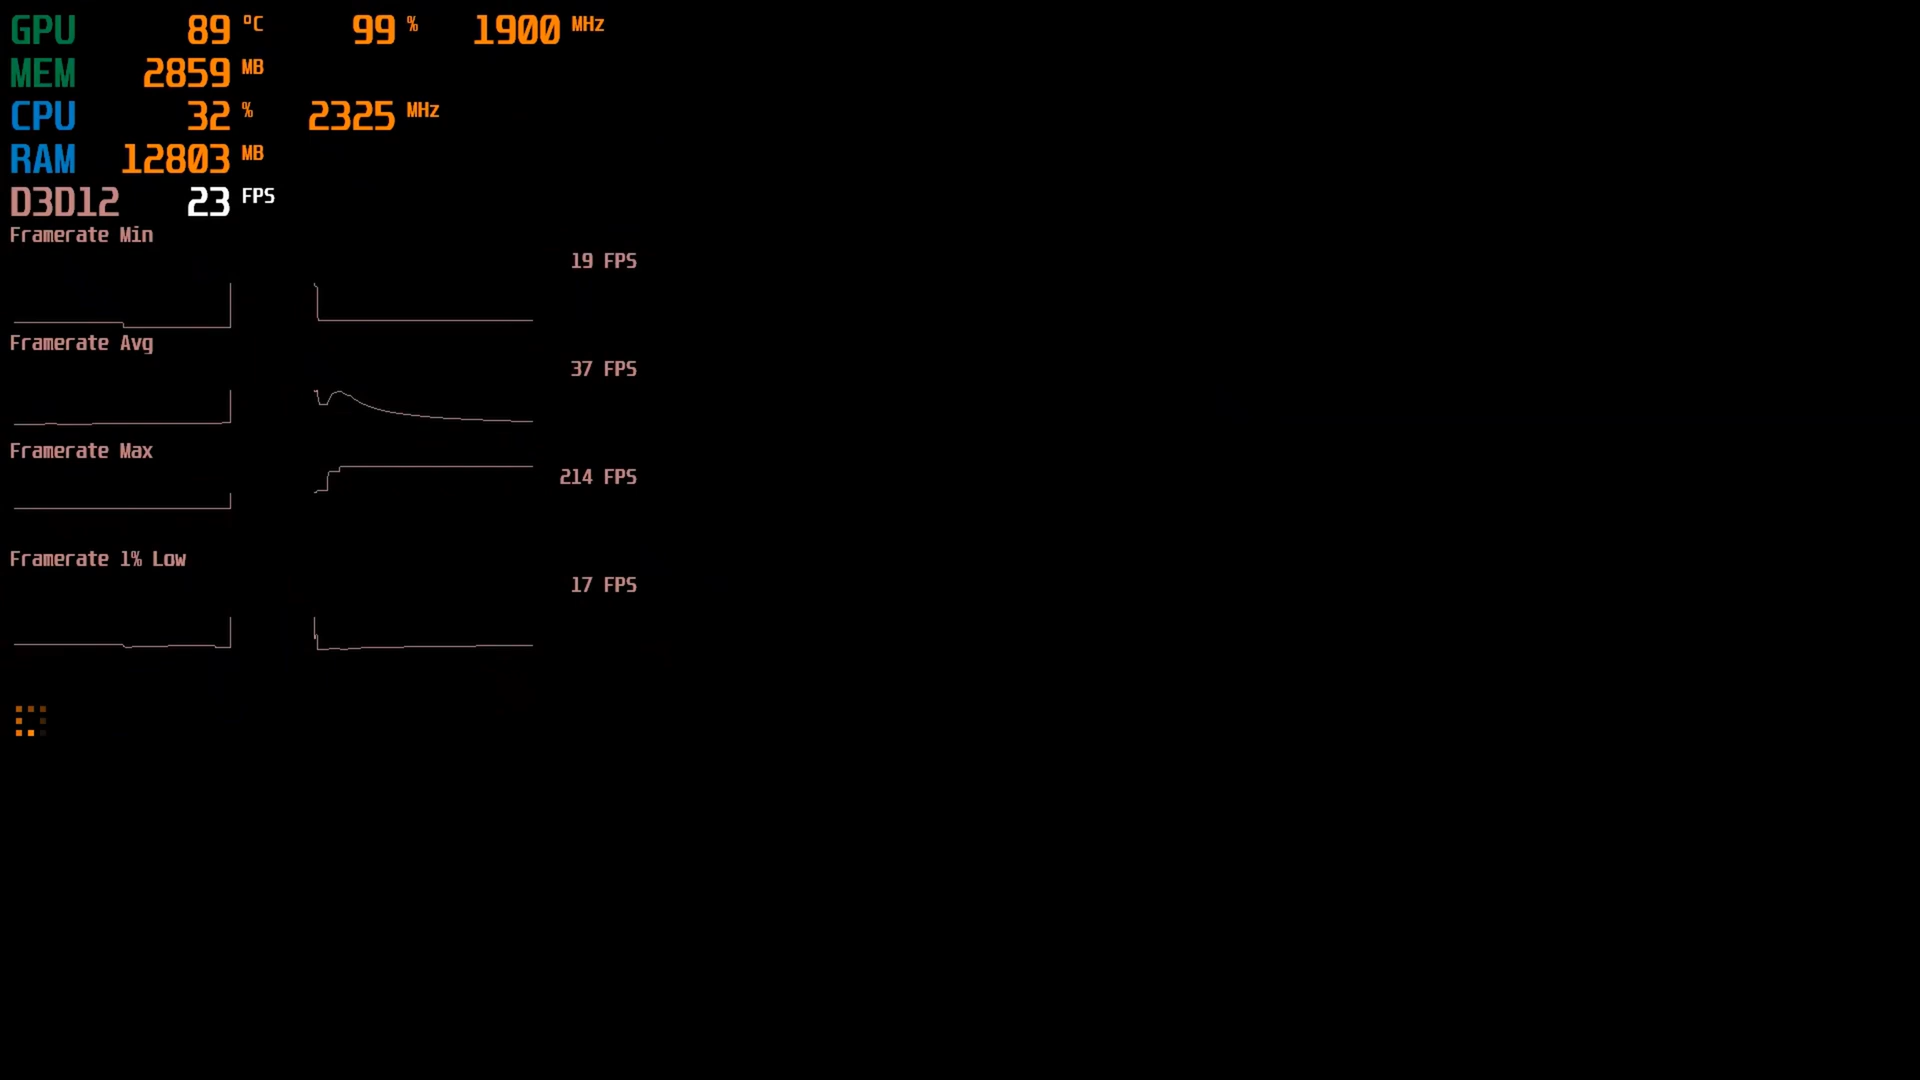 GPU 89 °C 99 % 1900 MHz
MEM 2859 MB
CPU 32 % 2325 MHz
RAM 12803 MB
D3D12 23 FPS
Framerate Min
19 FPS
Framerate Avg
37 FPS
Framerate Max
214 FPS
Framerate 1% Low
17 FPS